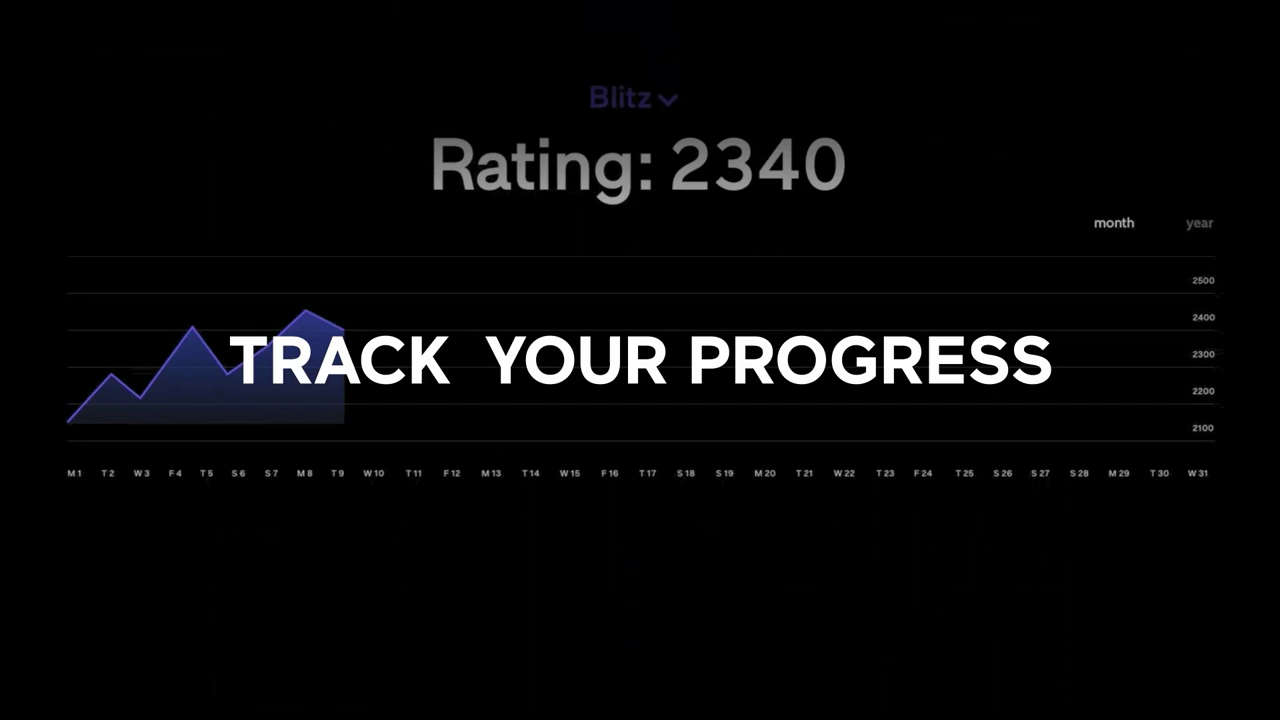 Blitz
Rating: 2340
month year
2500
2400
TRACK YOUR PROGRESS
2300
2200
2100
M 1 T 2 W 3 F 4 T 5 S 6 S 7 M 8 T 9 W 10 T 11 F 12 M 13 T 14 W 15 F 16 T 17 S 18 S 19 M 20 T 21 W 22 T 23 F 24 T 25 S 26 S 27 S 28 M 29 T 30 W 31